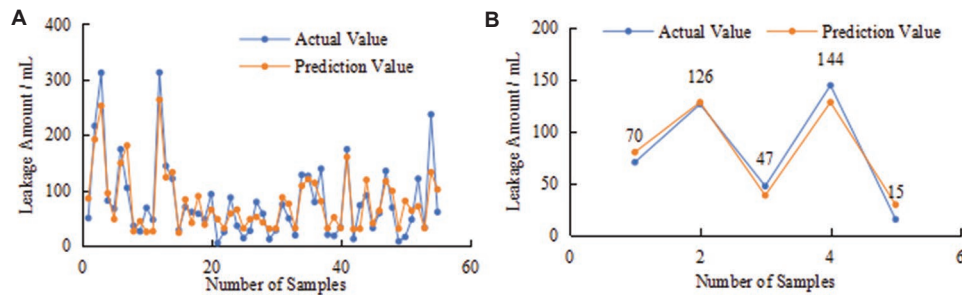 A
400
300
200
100
0
0
20
40
60
Leakage Amount / mL
Number of Samples
Actual Value
Prediction Value
B
200
150
100
50
0
0
2
4
6
Leakage Amount / mL
Number of Samples
Actual Value
Prediction Value
70
126
47
144
15